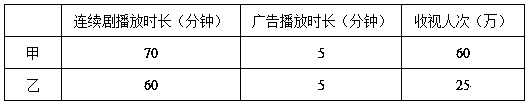 连续剧播放时长（分钟） 广告播放时长（分钟） 收视人次（万）
甲 70 5 60
乙 60 5 25